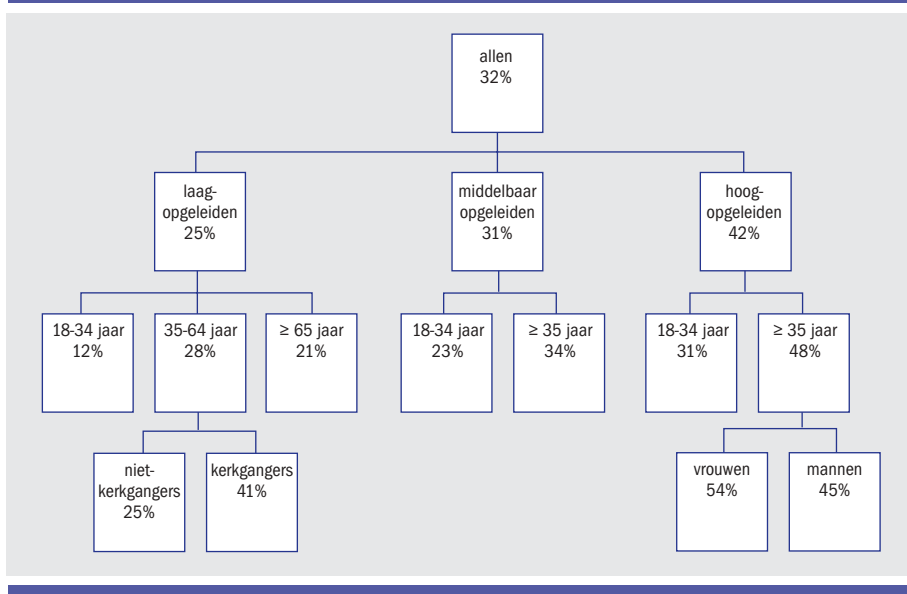 allen
32%
laag-
opgeleiden
25%
middelbaar
opgeleiden
31%
hoog-
opgeleiden
42%
18-34 jaar
12%
35-64 jaar
28%
≥ 65 jaar
21%
18-34 jaar
23%
≥ 35 jaar
34%
18-34 jaar
31%
≥ 35 jaar
48%
niet-
kerkgangers
25%
kerkgangers
41%
vrouwen
54%
mannen
45%